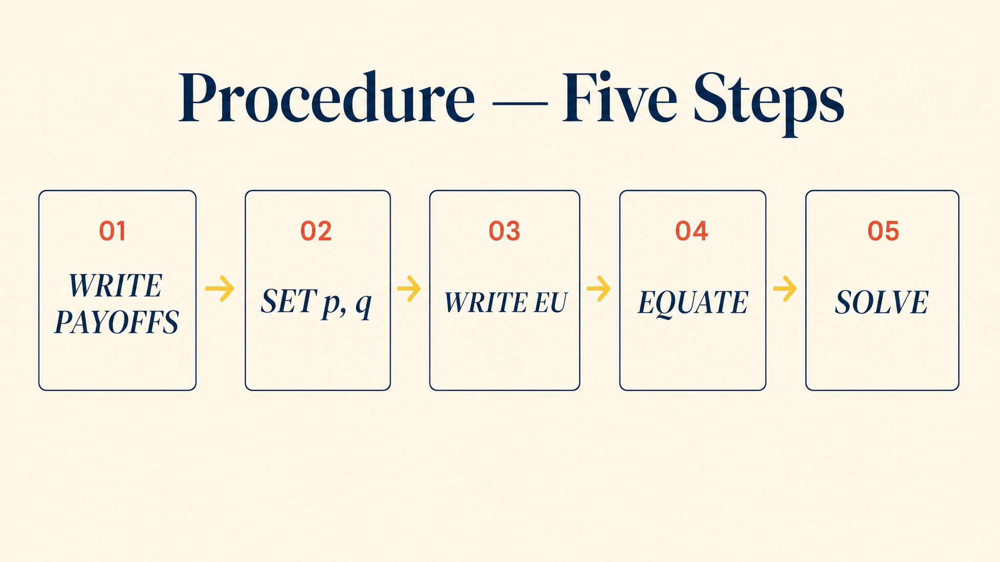 Procedure — Five Steps
01
WRITE
PAYOFFS
02
SET p, q
03
WRITE EU
04
EQUATE
05
SOLVE